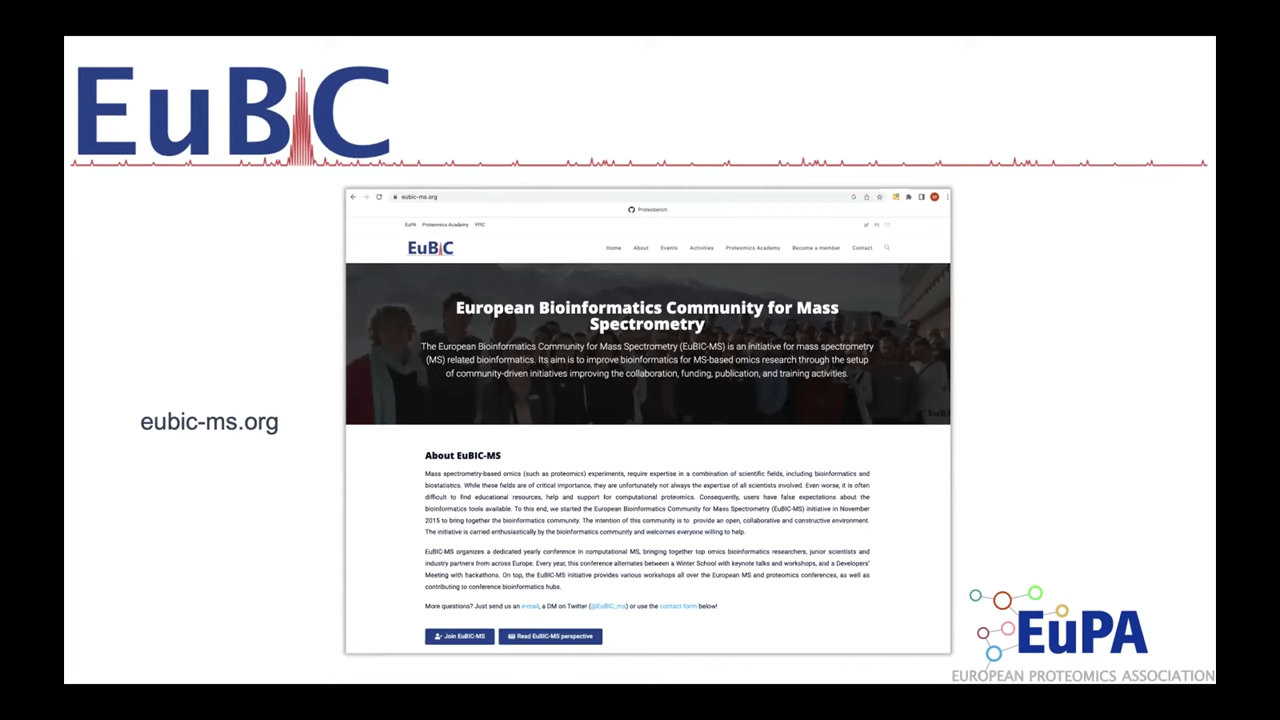 EuBIC
eubic-ms.org
Proteobench
EuPA Proteomics Academy YPIC
EuBIC
Home About Events Activities Proteomics Academy Become a member Contact
European Bioinformatics Community for Mass
Spectrometry
The European Bioinformatics Community for Mass Spectrometry (EuBIC-MS) is an initiative for mass spectrometry
(MS) related bioinformatics. Its aim is to improve bioinformatics for MS-based omics research through the setup
of community-driven initiatives improving the collaboration, funding, publication, and training activities.
eubic-ms.org
About EuBIC-MS
Mass spectrometry-based omics (such as proteomics) experiments, require expertise in a combination of scientific fields, including bioinformatics and
biostatistics. While these fields are of critical importance, they are unfortunately not always the expertise of all scientists involved. Even worse, it is often
difficult to find educational resources, help and support for computational proteomics. Consequently, users have false expectations about the
bioinformatics tools available. To this end, we started the European Bioinformatics Community for Mass Spectrometry (EuBIC-MS) initiative in November
2015 to bring together the bioinformatics community. The intention of this community is to provide an open, collaborative and constructive environment.
The initiative is carried enthusiastically by the bioinformatics community and welcomes everyone willing to help.
EuBIC-MS organizes a dedicated yearly conference in computational MS, bringing together top omics bioinformatics researchers, junior scientists and
industry partners from across Europe. Every year, this conference alternates between a Winter School with keynote talks and workshops, and a Developers'
Meeting with hackathons. On top, the EuBIC-MS initiative provides various workshops all over the European MS and proteomics conferences, as well as
contributing to conference bioinformatics hubs.
More questions? Just send us an e-mail, a DM on Twitter (@EuBIC_ms) or use the contact form below!
Join EuBIC-MS Read EuBIC-MS perspective
EuPA
EUROPEAN PROTEOMICS ASSOCIATION